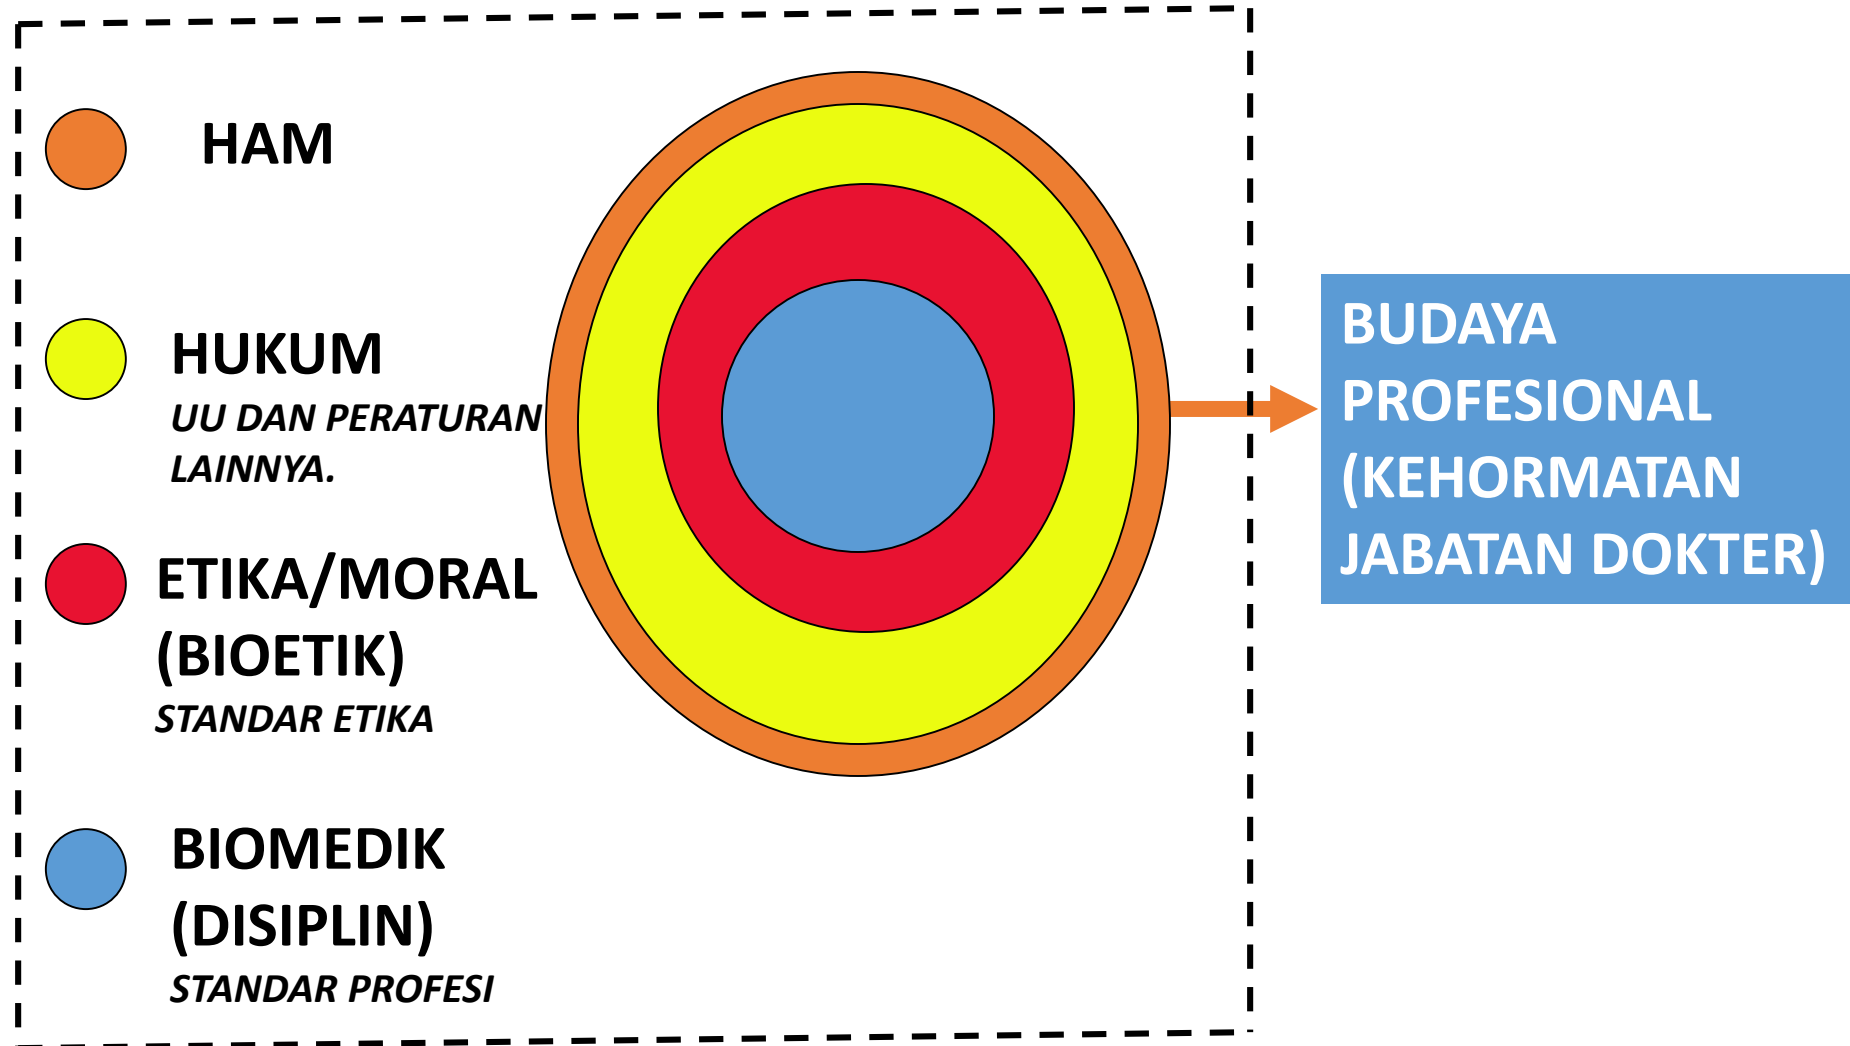 HAM
HUKUM
UU DAN PERATURAN
LAINNYA.
ETIKA/MORAL
(BIOETIK)
STANDAR ETIKA
BIOMEDIK
(DISIPLIN)
STANDAR PROFESI
BUDAYA
PROFESIONAL
(KEHORMATAN
JABATAN DOKTER)